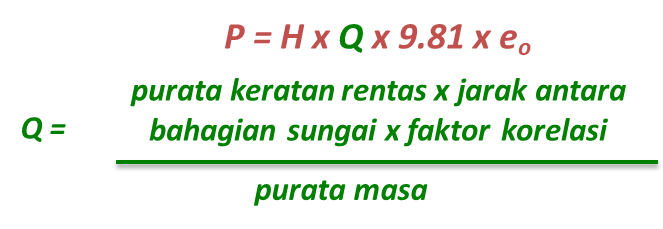 P = H x Q x 9.81 x eo
purata keratan rentas x jarak antara
Q = bahagian sungai x faktor korelasi
purata masa